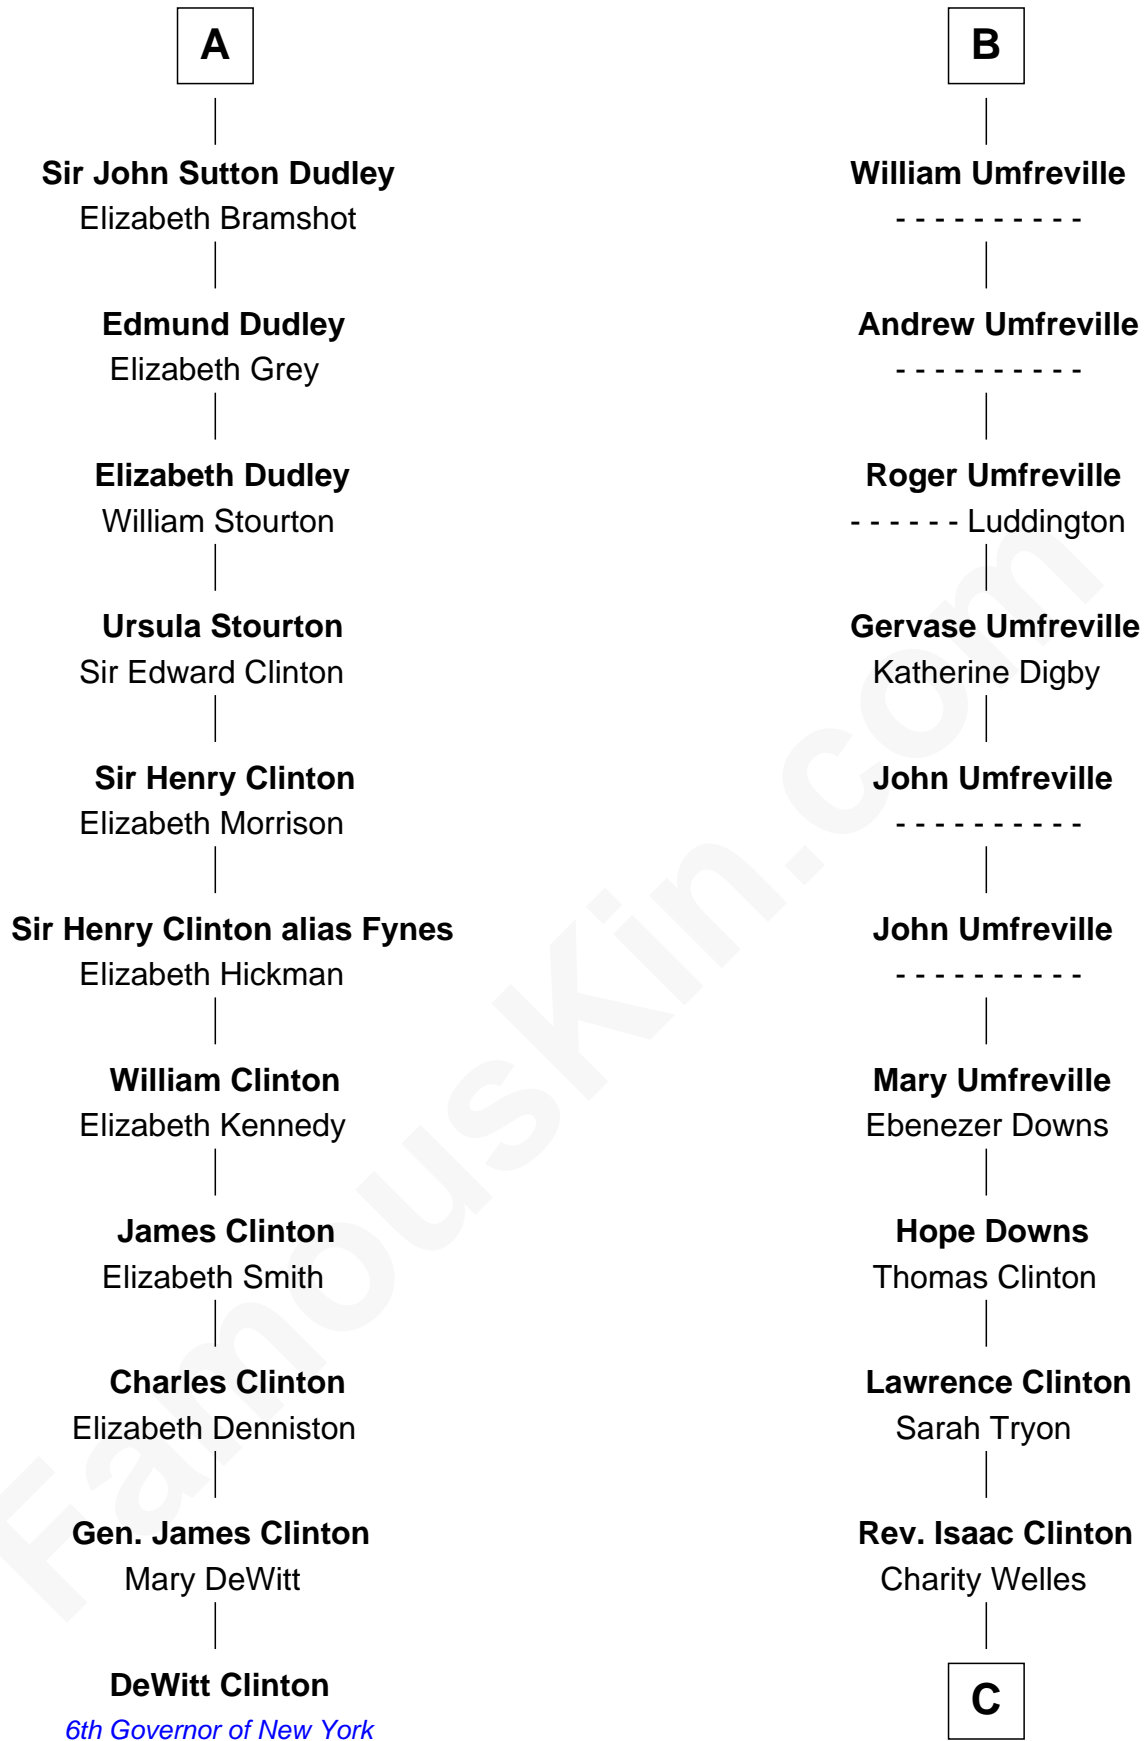 A
Sir John Sutton Dudley
Elizabeth Bramshot
Edmund Dudley
Elizabeth Grey
Elizabeth Dudley
William Stourton
Ursula Stourton
Sir Edward Clinton
Sir Henry Clinton
Elizabeth Morrison
Sir Henry Clinton alias Fynes
Elizabeth Hickman
William Clinton
Elizabeth Kennedy
James Clinton
Elizabeth Smith
Charles Clinton
Elizabeth Denniston
Gen. James Clinton
Mary DeWitt
DeWitt Clinton
6th Governor of New York
B
William Umfreville
- - - - - - - - - -
Andrew Umfreville
- - - - - - - - - -
Roger Umfreville
- - - - - - Luddington
Gervase Umfreville
Katherine Digby
John Umfreville
- - - - - - - - - -
John Umfreville
- - - - - - - - - -
Mary Umfreville
Ebenezer Downs
Hope Downs
Thomas Clinton
Lawrence Clinton
Sarah Tryon
Rev. Isaac Clinton
Charity Welles
C
FamousKin.com